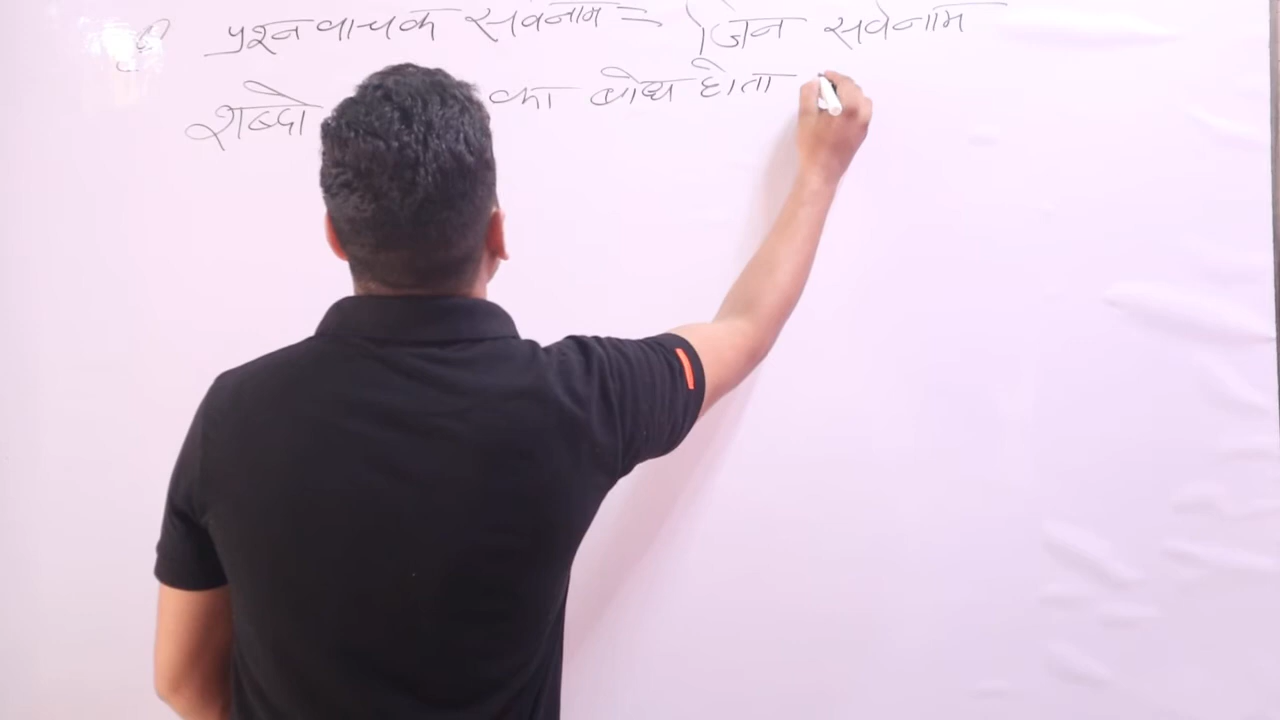 प्रश्नवाचक सर्वनाम = जिन सर्वनाम
शब्दो का बोध होता